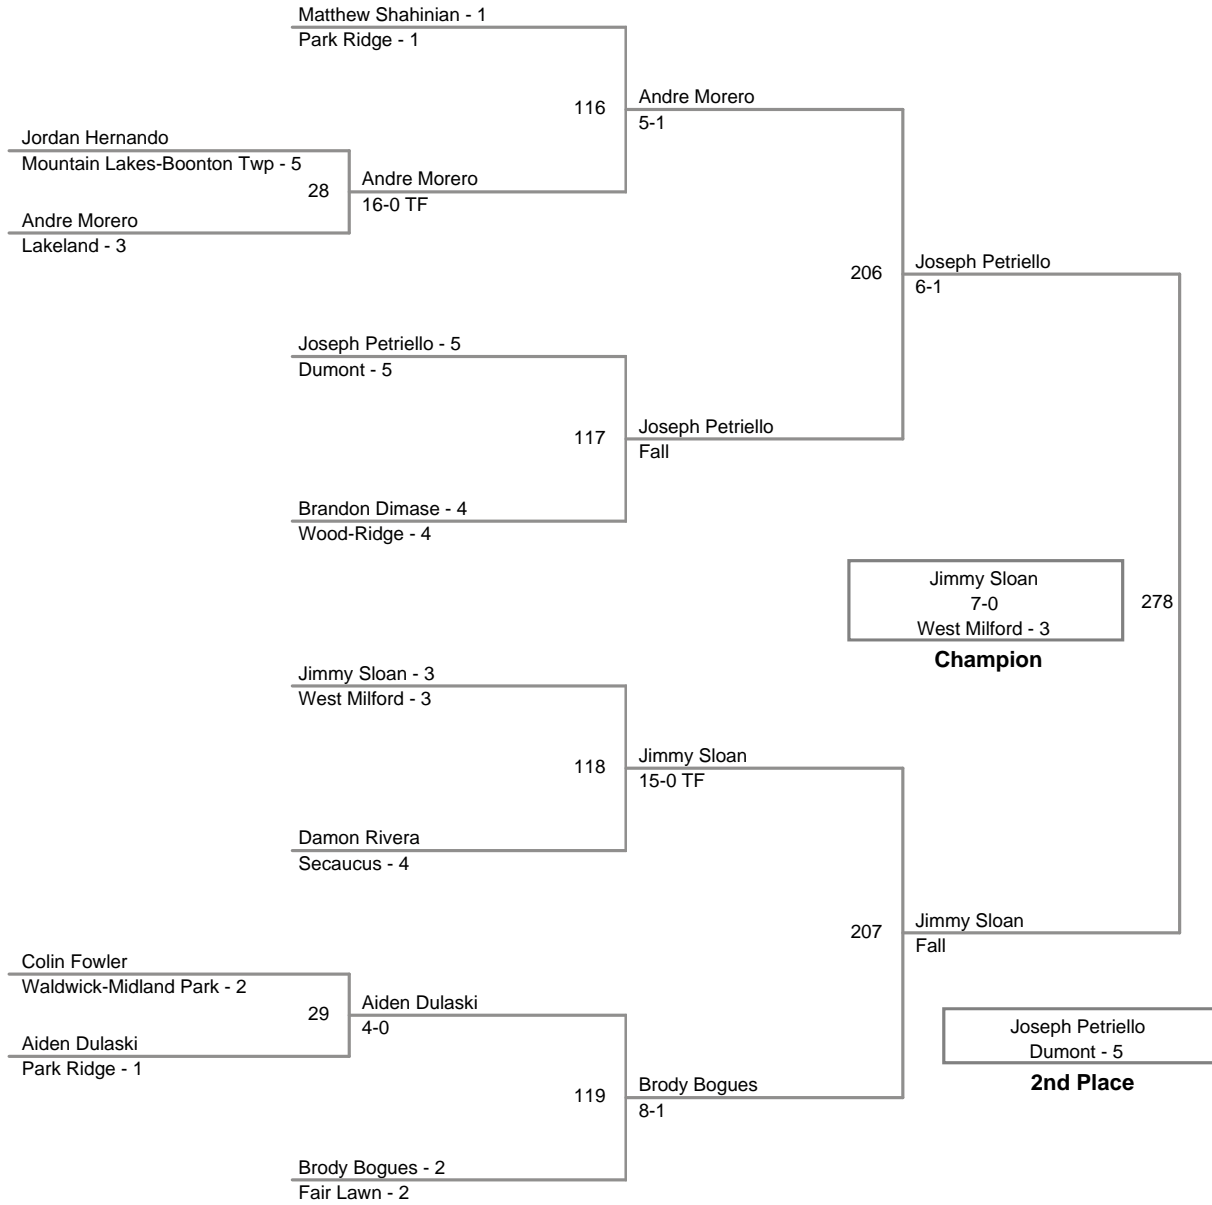 Matthew Shahinian - 1
Park Ridge - 1
116
Andre Morero
5-1
Jordan Hernando
Mountain Lakes-Boonton Twp - 5
28
Andre Morero
16-0 TF
Andre Morero
Lakeland - 3
206
Joseph Petriello
6-1
Joseph Petriello - 5
Dumont - 5
117
Joseph Petriello
Fall
Brandon Dimase - 4
Wood-Ridge - 4
Jimmy Sloan
7-0
West Milford - 3
Champion
278
Jimmy Sloan - 3
West Milford - 3
118
Jimmy Sloan
15-0 TF
Damon Rivera
Secaucus - 4
207
Jimmy Sloan
Fall
Colin Fowler
Waldwick-Midland Park - 2
29
Aiden Dulaski
4-0
Aiden Dulaski
Park Ridge - 1
Joseph Petriello
Dumont - 5
2nd Place
119
Brody Bogues
8-1
Brody Bogues - 2
Fair Lawn - 2